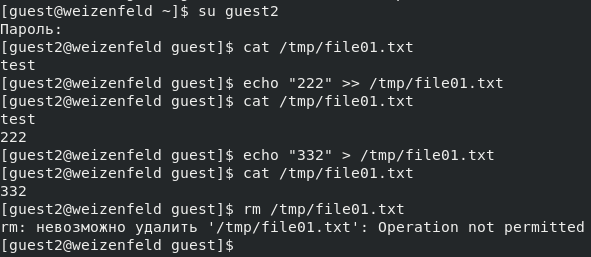 [guest@weizenfeld ~]$ su guest2
Пароль:
[guest2@weizenfeld guest]$ cat /tmp/file01.txt
test
[guest2@weizenfeld guest]$ echo "222" >> /tmp/file01.txt
[guest2@weizenfeld guest]$ cat /tmp/file01.txt
test
222
[guest2@weizenfeld guest]$ echo "332" > /tmp/file01.txt
[guest2@weizenfeld guest]$ cat /tmp/file01.txt
332
[guest2@weizenfeld guest]$ rm /tmp/file01.txt
rm: невозможно удалить '/tmp/file01.txt': Operation not permitted
[guest2@weizenfeld guest]$